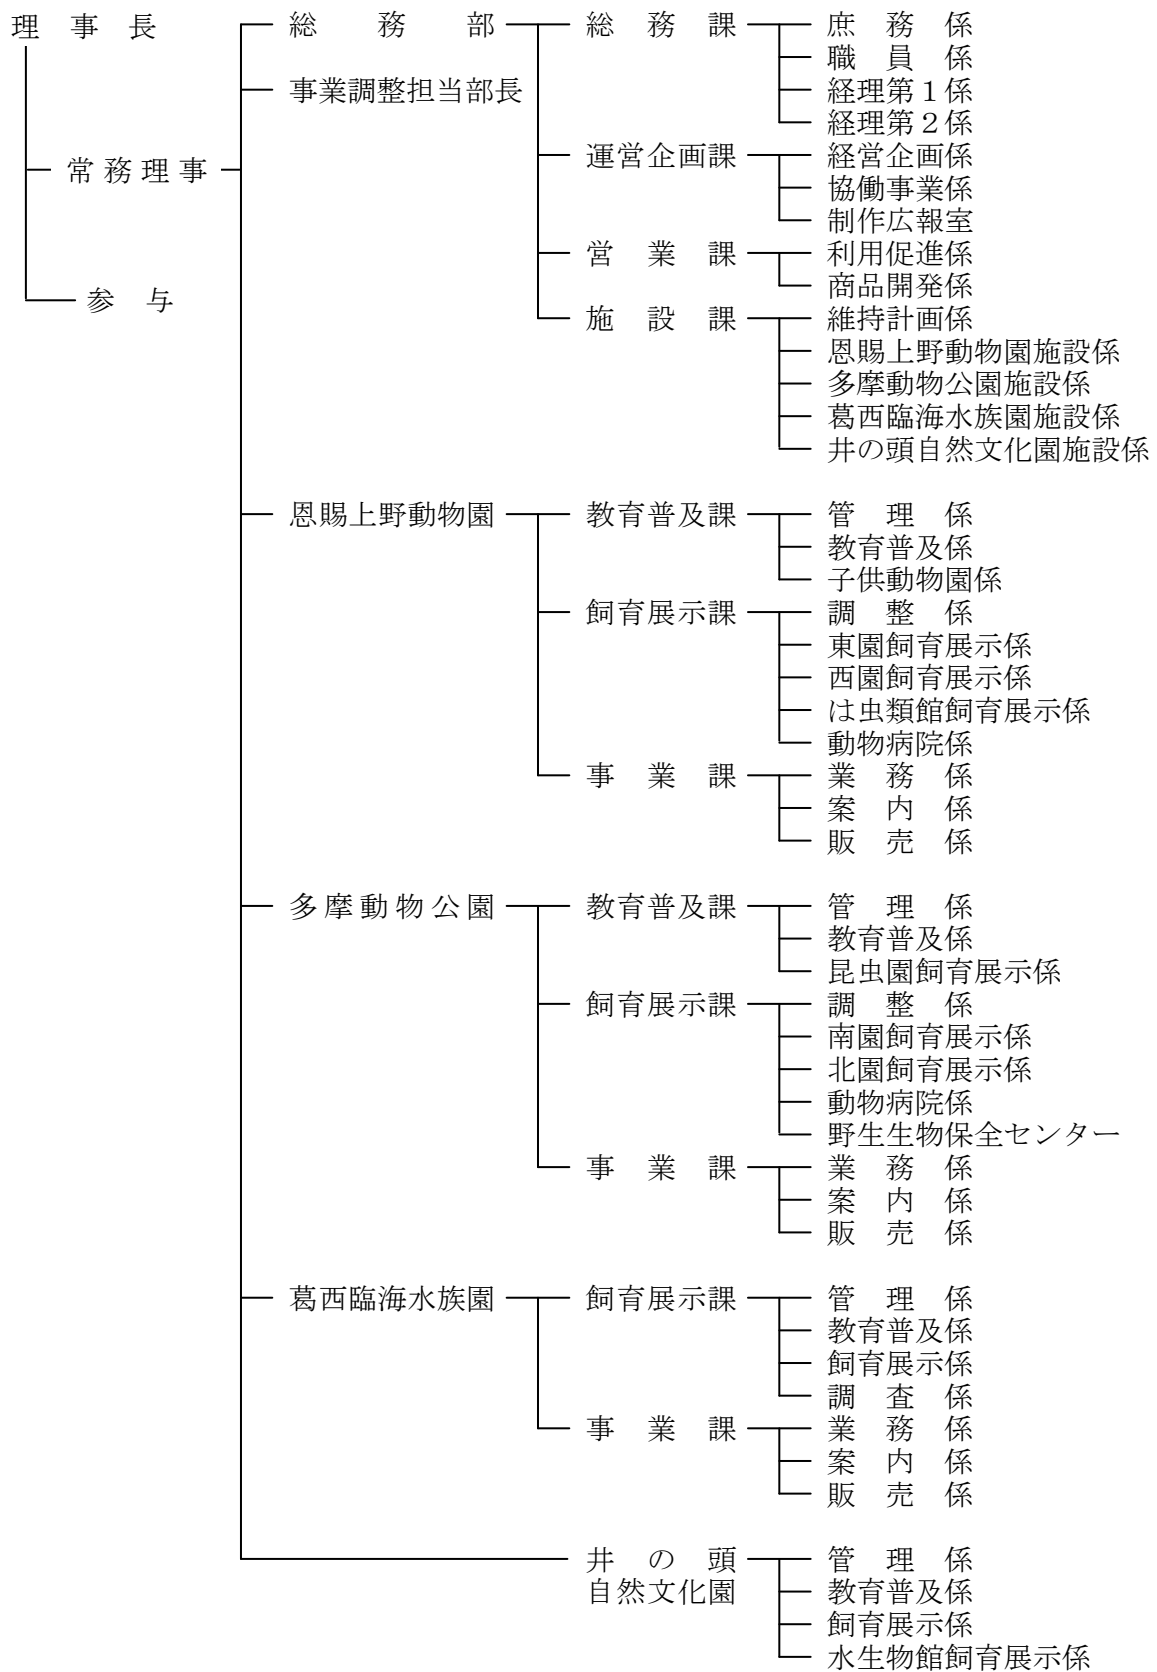 理事長 総務部 総務課 庶務係
職員係
事業調整担当部長 経理第1係
経理第2係
運営企画課 経営企画係
常務理事
協働事業係
制作広報室
営業課 利用促進係
商品開発係
参与
施設課 維持計画係
恩賜上野動物園施設係
多摩動物公園施設係
葛西臨海水族園施設係
井の頭自然文化園施設係
恩賜上野動物園 教育普及課 管理係
教育普及係
子供動物園係
飼育展示課 調整係
東園飼育展示係
西園飼育展示係
は虫類館飼育展示係
動物病院係
事業課 業務係
案内係
販売係
多摩動物公園 教育普及課 管理係
教育普及係
昆虫園飼育展示係
飼育展示課 調整係
南園飼育展示係
北園飼育展示係
動物病院係
野生生物保全センター
事業課 業務係
案内係
販売係
葛西臨海水族園 飼育展示課 管理係
教育普及係
飼育展示係
調査係
事業課 業務係
案内係
販売係
井の頭 管理係
自然文化園 教育普及係
飼育展示係
水生物館飼育展示係